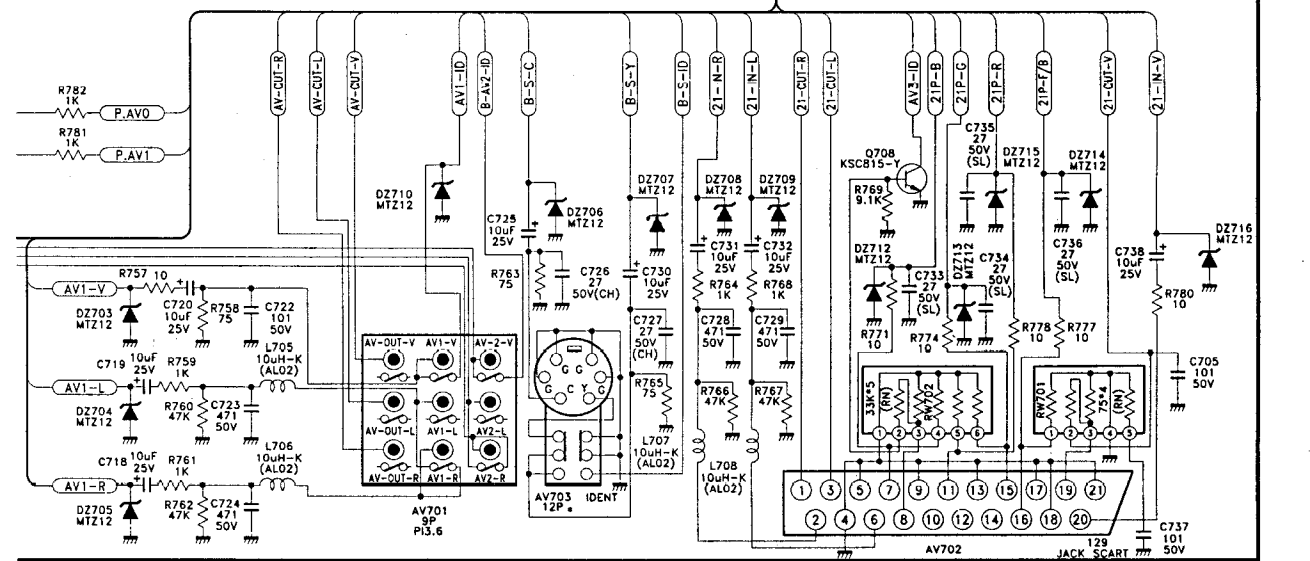 R782
1K
P.AV0
R781
1K
P.AV1
AV-CUT-R
AV-CUT-L
AV-CUT-V
AV1-ID
B-AV2-ID
B-S-C
B-S-Y
B-S-ID
21-IN-R
21-IN-L
21-CUT-R
21-CUT-L
AV3-ID
21P-B
21P-G
21P-R
21P-F/B
21-CUT-V
21-IN-V
DZ710
MTZ12
C725
10uF
25V
DZ706
MTZ12
R763
75
C726
27
50V(CH)
DZ707
MTZ12
C730
10uF
25V
C727
27
50V
(CH)
R765
75
L707
10uH-K
(AL02)
DZ708
MTZ12
DZ709
MTZ12
C731
10uF
25V
C732
10uF
25V
R764
1K
R768
1K
C728
471
50V
C729
471
50V
R766
47K
R767
47K
L708
10uH-K
(AL02)
Q708
KSC815-Y
R769
9.1K
DZ712
MTZ12
C733
27
50V
(SL)
DZ713
MTZ12
C734
27
50V
(SL)
C735
27
50V
(SL)
DZ715
MTZ12
DZ714
MTZ12
C736
27
50V
(SL)
C738
10uF
25V
DZ716
MTZ12
R780
10
R771
10
R774
10
R778
10
R777
10
C705
101
50V
33K*5
(RN)
RW702
1 2 3 4 5 6
RW701
75*4
(RN)
1 2 3 4 5
AV1-V
R757 10
DZ703
MTZ12
C720
10uF
25V
R758
75
C722
101
50V
L705
10uH-K
(AL02)
C719
10uF
25V
R759
1K
AV1-L
DZ704
MTZ12
R760
47K
C723
471
50V
L706
10uH-K
(AL02)
C718
10uF
25V
R761
1K
AV1-R
DZ705
MTZ12
R762
47K
C724
471
50V
AV-OUT-V AV1-V AV-2-V
AV-OUT-L AV1-L AV2-L
AV-OUT-R AV1-R AV2-R
AV701
9P
PI3.6
G G
Y G C Y G
AV703
12P
IDENT
1 3 5 7 9 11 13 15 17 19 21
2 4 6 8 10 12 14 16 18 20
AV702
129
JACK SCART
C737
101
50V